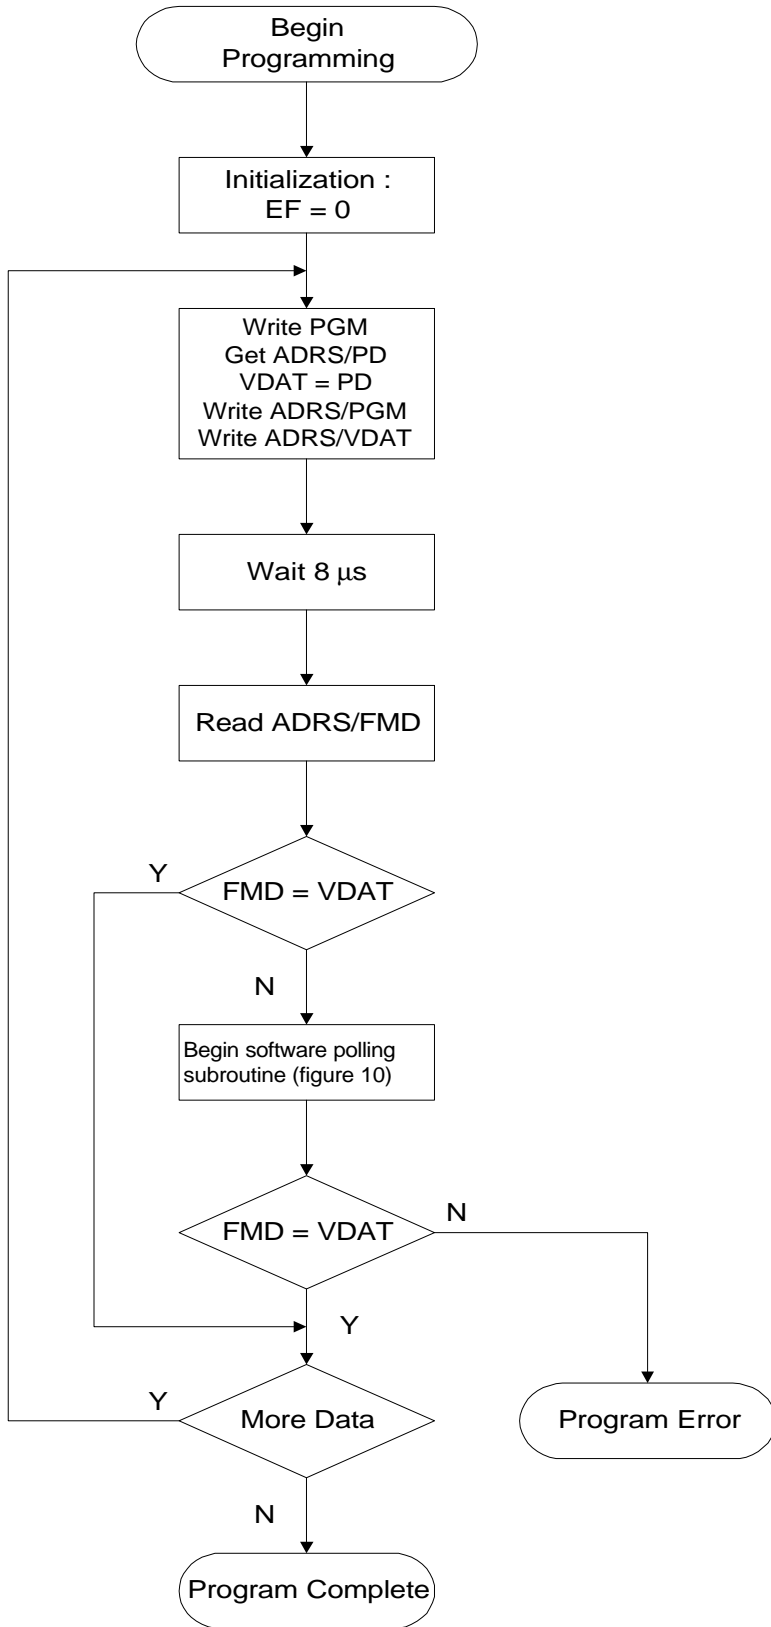 Begin
Programming
Initialization :
EF = 0
Write PGM
Get ADRS/PD
VDAT = PD
Write ADRS/PGM
Write ADRS/VDAT
Wait 8 μs
Read ADRS/FMD
Y
FMD = VDAT
N
Begin software polling
subroutine (figure 10)
FMD = VDAT
N
Y
Y
More Data
Program Error
N
Program Complete